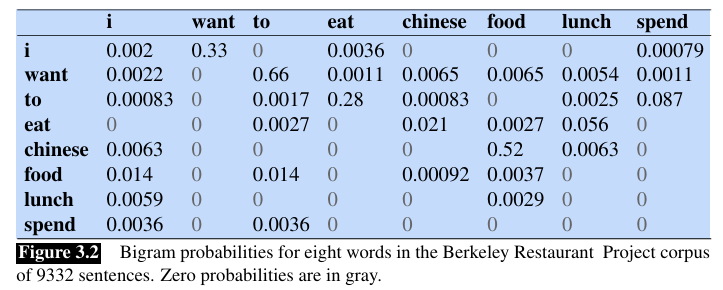 i want to eat chinese food lunch spend
i 0.002 0.33 0 0.0036 0 0 0 0.00079
want 0.0022 0 0.66 0.0011 0.0065 0.0065 0.0054 0.0011
to 0.00083 0 0.0017 0.28 0.00083 0 0.0025 0.087
eat 0 0 0.0027 0 0.021 0.0027 0.056 0
chinese 0.0063 0 0 0 0 0.52 0.0063 0
food 0.014 0 0.014 0 0.00092 0.0037 0 0
lunch 0.0059 0 0 0 0 0.0029 0 0
spend 0.0036 0 0.0036 0 0 0 0 0
Figure 3.2 Bigram probabilities for eight words in the Berkeley Restaurant Project corpus
of 9332 sentences. Zero probabilities are in gray.